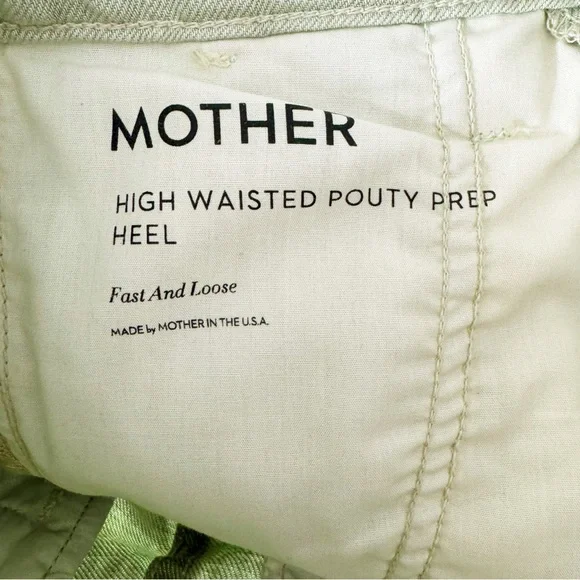 MOTHER
HIGH WAISTED POUTY PREP
HEEL
Fast And Loose
MADE by MOTHER IN THE U.S.A.